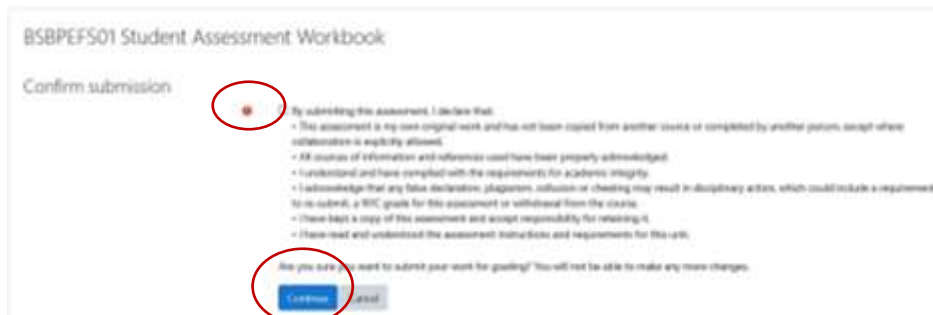 BSBPEFS01 Student Assessment Workbook
Confirm submission
By submitting this assessment, I declare that:
• This assessment is my own original work and has not been copied from another source or completed by another person, except where
collaboration is explicitly allowed.
• All sources of information and references used have been properly acknowledged.
• I understand and have complied with the requirements for academic integrity.
• I acknowledge that any false declaration, plagiarism, collusion or cheating may result in disciplinary action, which could include a requirement
to re-submit, a NYC grade for this assessment or withdrawal from the course.
• I have kept a copy of this assessment and accept responsibility for retaining it.
• I have read and understood the assessment instructions and requirements for this unit.
Are you sure you want to submit your work for grading? You will not be able to make any more changes.
Continue Cancel